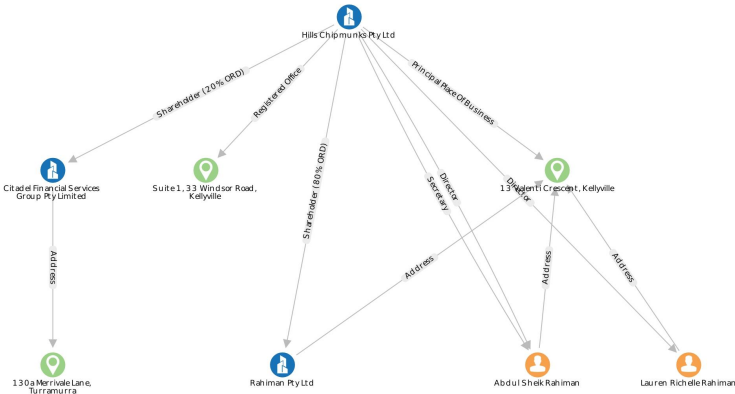 Hills Chipmunks Pty Ltd
Shareholder (20% ORD)
Registered Office
Shareholder (80% ORD)
Secretary
Director
Director
Principal Place Of Business
Citadel Financial Services
Group Pty Limited
Suite 1, 33 Windsor Road,
Kellyville
Valenti Crescent, Kellyville
Address
Address
Address
Address
130a Merrivale Lane,
Turramurra
Rahiman Pty Ltd
Abdul Sheik Rahiman
Lauren Richelle Rahiman